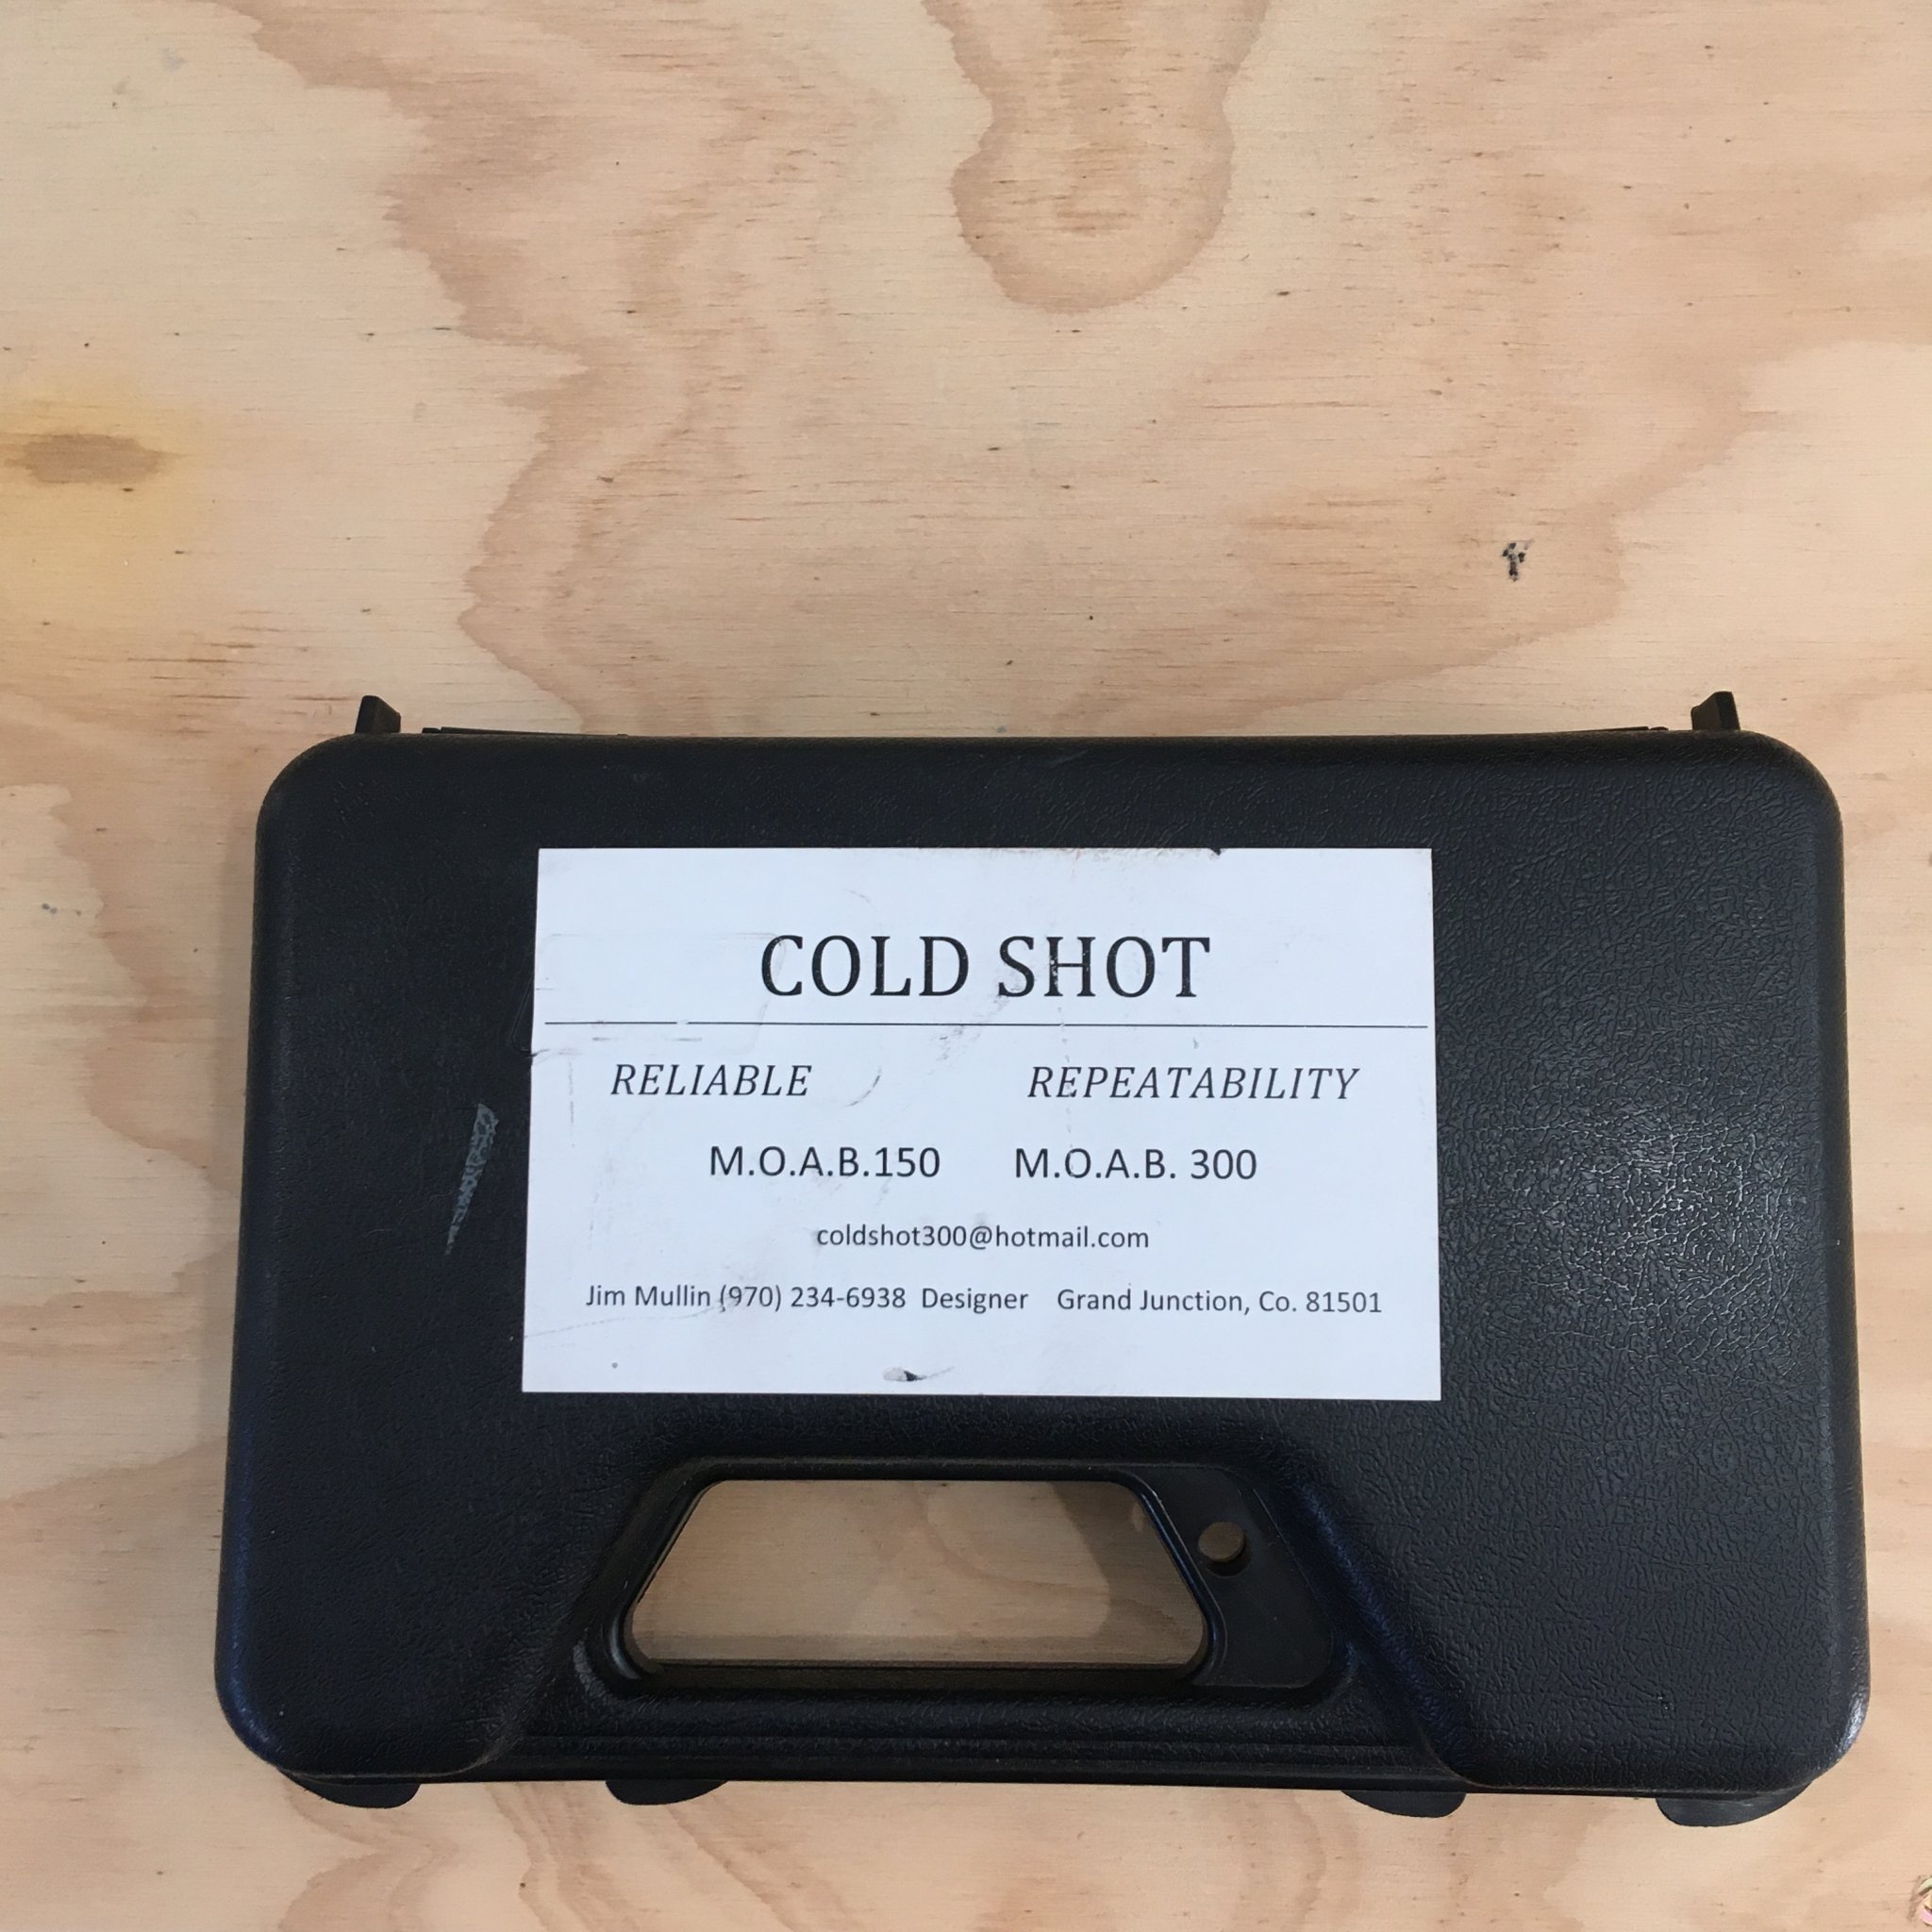 COLD SHOT
RELIABLE REPEATABILITY
M.O.A.B.150 M.O.A.B. 300
coldshot300@hotmail.com
Jim Mullin (970) 234-6938 Designer Grand Junction, Co. 81501